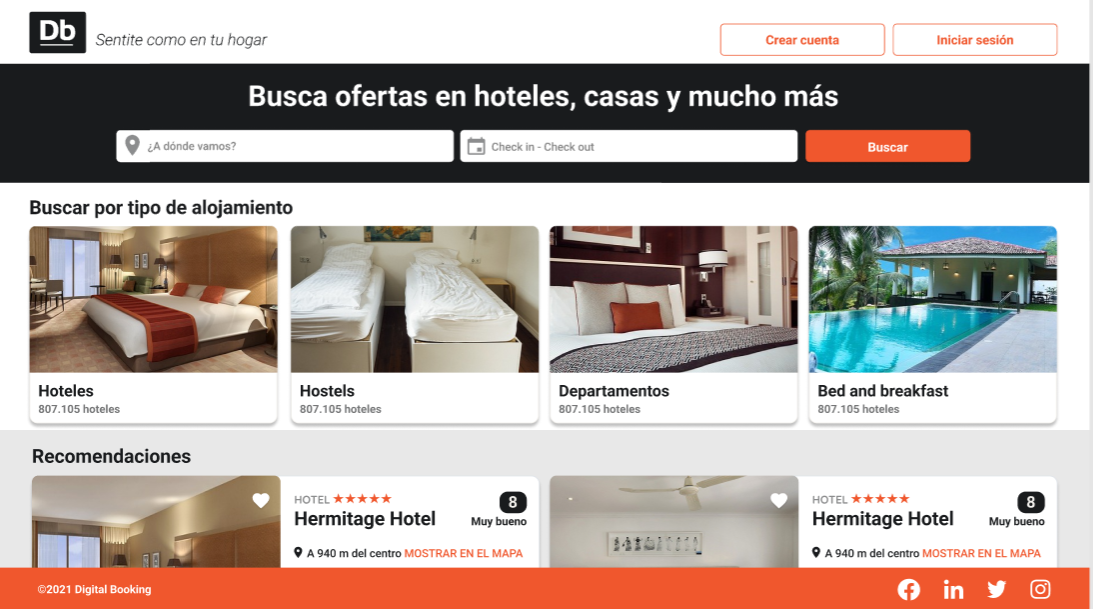 Db
Sentite como en tu hogar
Crear cuenta
Iniciar sesión
Busca ofertas en hoteles, casas y mucho más
¿A dónde vamos?
Check in - Check out
Buscar
Buscar por tipo de alojamiento
Hoteles
807.105 hoteles
Hostels
807.105 hoteles
Departamentos
807.105 hoteles
Bed and breakfast
807.105 hoteles
Recomendaciones
HOTEL ★★★★★
8
Hermitage Hotel
Muy bueno
A 940 m del centro MOSTRAR EN EL MAPA
HOTEL ★★★★★
8
Hermitage Hotel
Muy bueno
A 940 m del centro MOSTRAR EN EL MAPA
©2021 Digital Booking